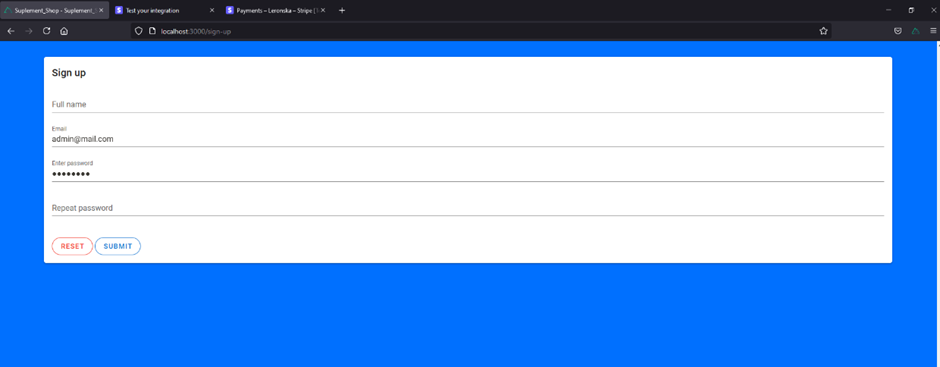 Suplement_Shop - Suplement_S
Test your integration
Payments – Leronska – Stripe [T
localhost:3000/sign-up
Sign up
Full name
Email
admin@mail.com
Enter password
••••••••
Repeat password
RESET SUBMIT